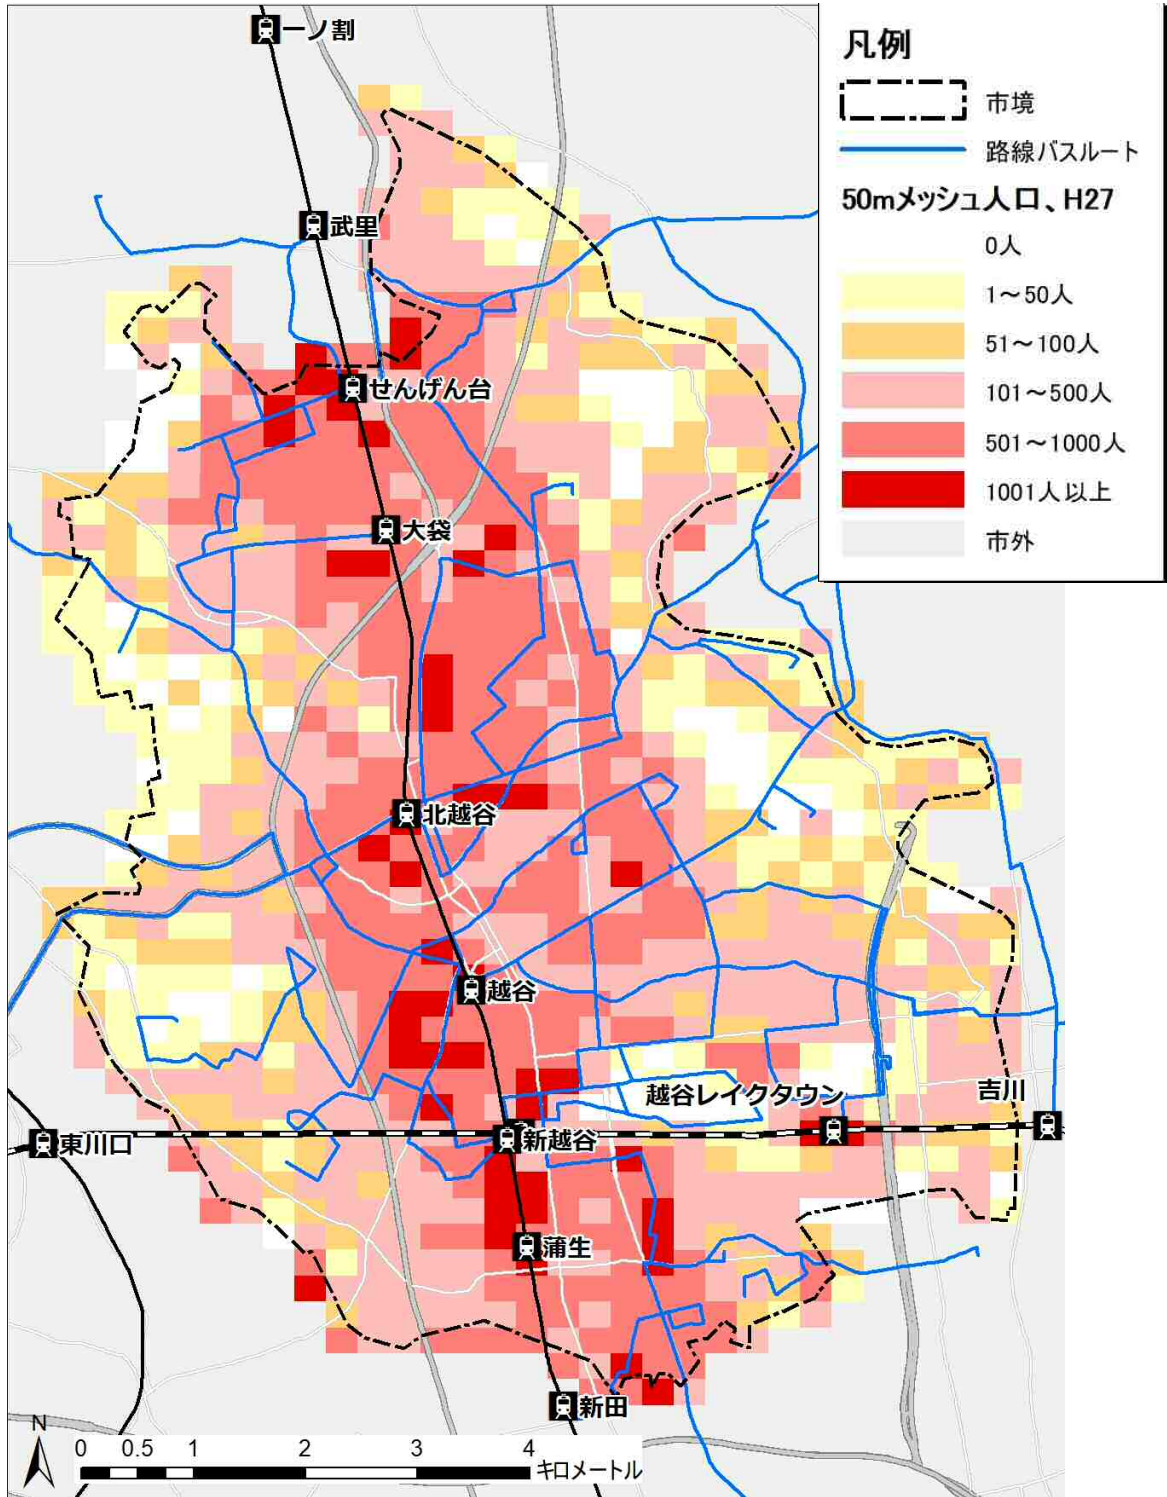 凡例
市境
路線バスルート
50mメッシュ人口、H27
0人
1～50人
51～100人
101～500人
501～1000人
1001人以上
市外
一ノ割
武里
せんげん台
大袋
北越谷
越谷
越谷レイクタウン
吉川
東川口
新越谷
蒲生
新田
N
0 0.5 1 2 3 4
キロメートル